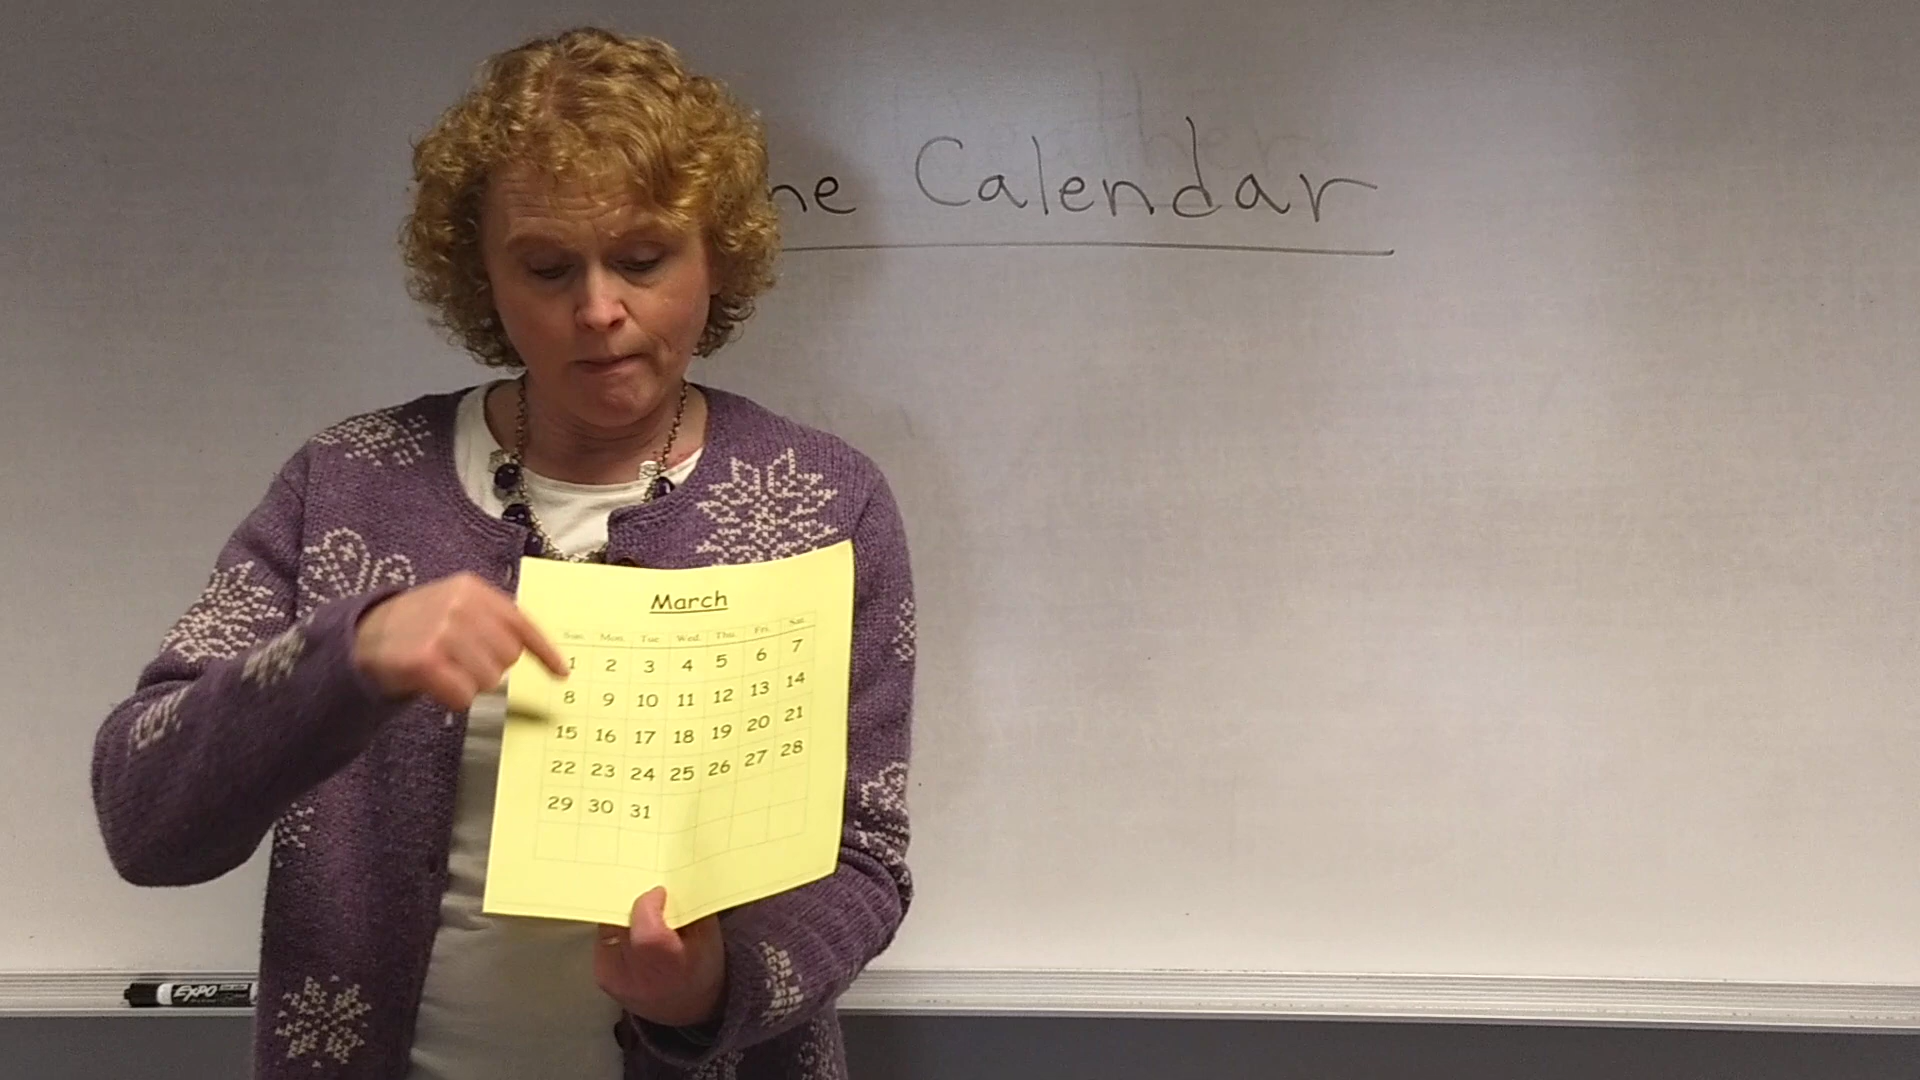 he Calendar
March
Sun. Mon. Tue. Wed. Thu. Fri. Sat.
1 2 3 4 5 6 7
8 9 10 11 12 13 14
15 16 17 18 19 20 21
22 23 24 25 26 27 28
29 30 31
EXPO